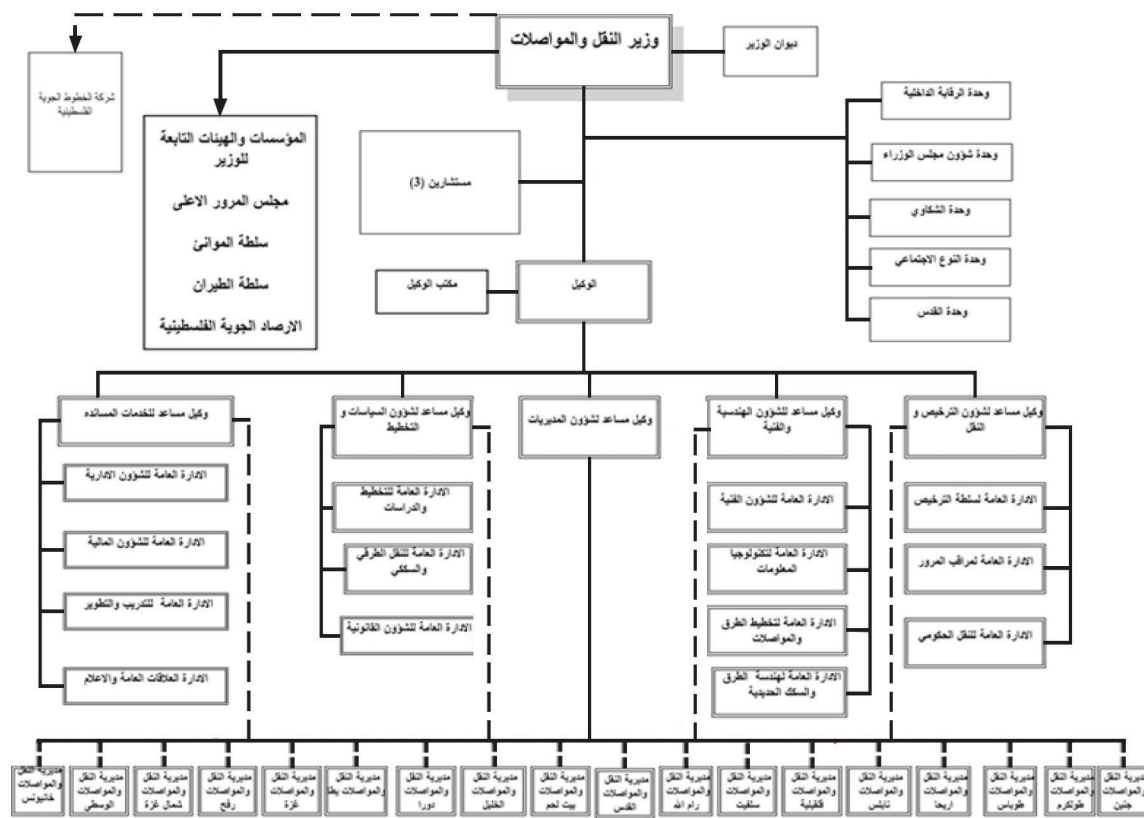 وزير النقل والمواصلات
ديوان الوزير
شركة الخطوط الجوية
الفلسطينية
المؤسسات والهيئات التابعة
للوزير
مجلس المرور الاعلى
سلطة الموانئ
سلطة الطيران
الارصاد الجوية الفلسطينية
وحدة الرقابة الداخلية
وحدة شؤون مجلس الوزراء
وحدة الشكاوي
وحدة النوع الاجتماعي
وحدة القدس
مستشارين (3)
الوكيل
مكتب الوكيل
وكيل مساعد لشؤون الترخيص و
النقل
الادارة العامة لسلطة الترخيص
الادارة العامة لمراقب المرور
الادارة العامة للنقل الحكومي
وكيل مساعد للشؤون الهندسية
والفنية
الادارة العامة للشؤون الفنية
الادارة العامة لتكنولوجيا
المعلومات
الادارة العامة لتخطيط الطرق
والمواصلات
الادارة العامة لهندسة الطرق
والسكك الحديدية
وكيل مساعد لشؤون المديريات
وكيل مساعد لشؤون السياسات و
التخطيط
الادارة العامة للتخطيط
والدراسات
الادارة العامة للنقل الطرقي
والسككي
الادارة العامة للشؤون القانونية
وكيل مساعد للخدمات المسانده
الادارة العامة للشؤون الادارية
الادارة العامة للشؤون المالية
الادارة العامة للتدريب والتطوير
الادارة العلاقات العامة والاعلام
مديرية النقل
والمواصلات
جنين
مديرية النقل
والمواصلات
طولكرم
مديرية النقل
والمواصلات
طوباس
مديرية النقل
والمواصلات
اريحا
مديرية النقل
والمواصلات
نابلس
مديرية النقل
والمواصلات
قلقيلية
مديرية النقل
والمواصلات
سلفيت
مديرية النقل
والمواصلات
رام الله
مديرية النقل
والمواصلات
القدس
مديرية النقل
والمواصلات
بيت لحم
مديرية النقل
والمواصلات
الخليل
مديرية النقل
والمواصلات
دورا
مديرية النقل
والمواصلات يطا
مديرية النقل
والمواصلات
غزة
مديرية النقل
والمواصلات
رفح
مديرية النقل
والمواصلات
شمال غزة
مديرية النقل
والمواصلات
الوسطى
مديرية النقل
والمواصلات
خانيونس